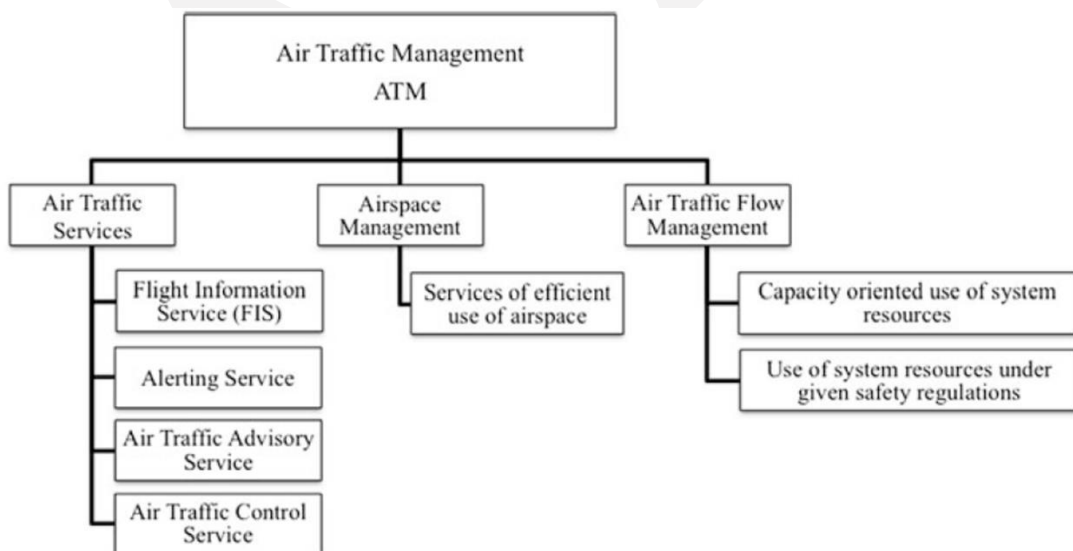 Air Traffic Management
ATM
Air Traffic
Services
Airspace
Management
Air Traffic Flow
Management
Flight Information
Service (FIS)
Alerting Service
Air Traffic Advisory
Service
Air Traffic Control
Service
Services of efficient
use of airspace
Capacity oriented use of system
resources
Use of system resources under
given safety regulations